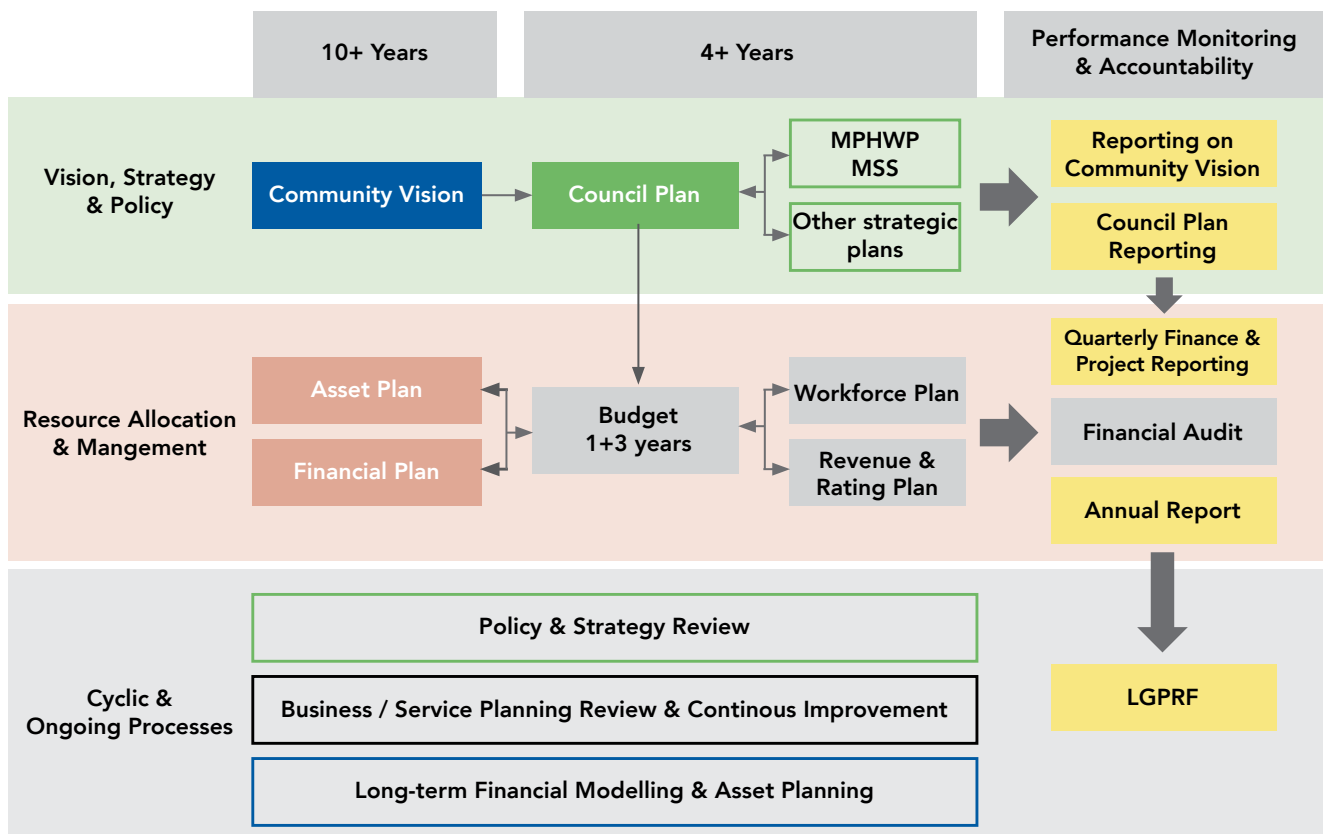 10+ Years
4+ Years
Performance Monitoring
& Accountability
Vision, Strategy
& Policy
Community Vision
Council Plan
MPHWP
MSS
Other strategic
plans
Reporting on
Community Vision
Council Plan
Reporting
Resource Allocation
& Mangement
Asset Plan
Financial Plan
Budget
1+3 years
Workforce Plan
Revenue &
Rating Plan
Quarterly Finance &
Project Reporting
Financial Audit
Annual Report
Cyclic &
Ongoing Processes
Policy & Strategy Review
Business / Service Planning Review & Continous Improvement
Long-term Financial Modelling & Asset Planning
LGPRF